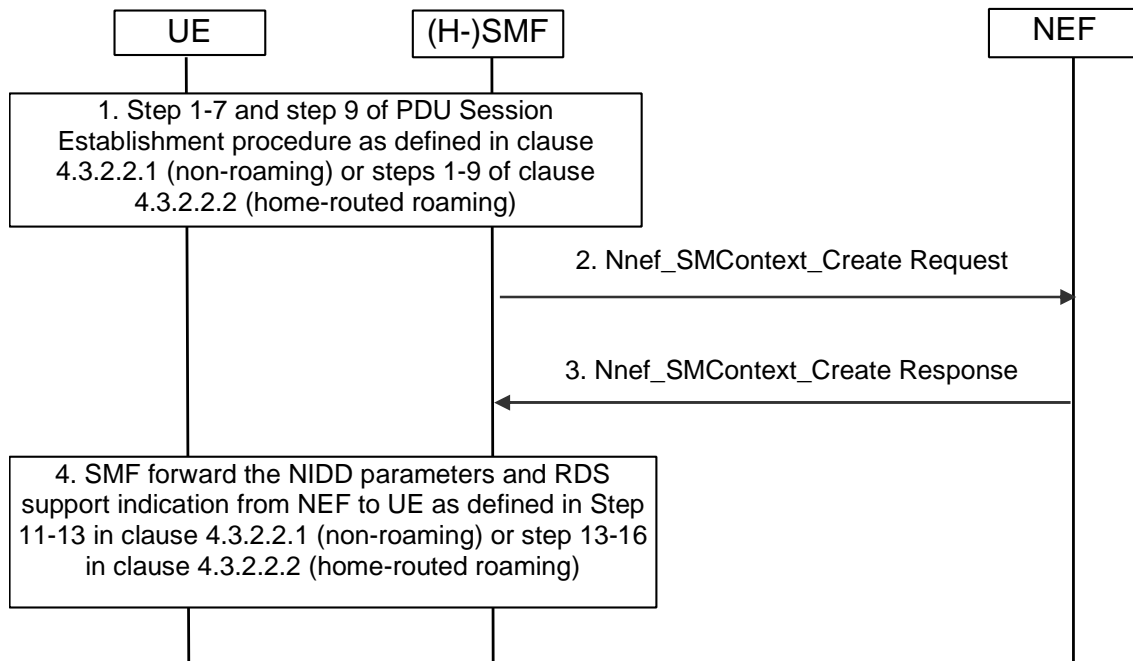 UE
(H-)SMF
NEF
1. Step 1-7 and step 9 of PDU Session
Establishment procedure as defined in clause
4.3.2.2.1 (non-roaming) or steps 1-9 of clause
4.3.2.2.2 (home-routed roaming)
2. Nnef_SMContext_Create Request
3. Nnef_SMContext_Create Response
4. SMF forward the NIDD parameters and RDS
support indication from NEF to UE as defined in Step
11-13 in clause 4.3.2.2.1 (non-roaming) or step 13-16
in clause 4.3.2.2.2 (home-routed roaming)